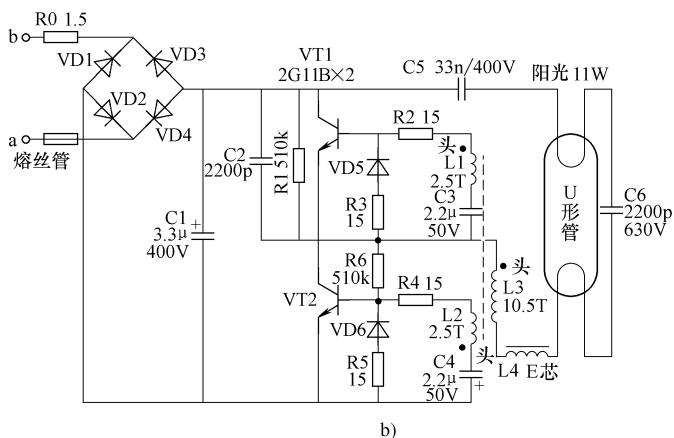 R0 1.5
b
VD1
VD3
VD2
VD4
a
熔丝管
VT1
2G11B×2
C5 33n/400V
阳光11W
R2 15
头
L1
2.5T
C2
2200p
R1 510k
VD5
R3
15
C3
2.2μ
50V
U
形
管
C6
2200p
630V
C1
3.3μ
400V
+
R6
510k
R4 15
头
L3
10.5T
VT2
VD6
L2
2.5T
头
R5
15
C4
2.2μ
50V
+
L4 E芯
b)